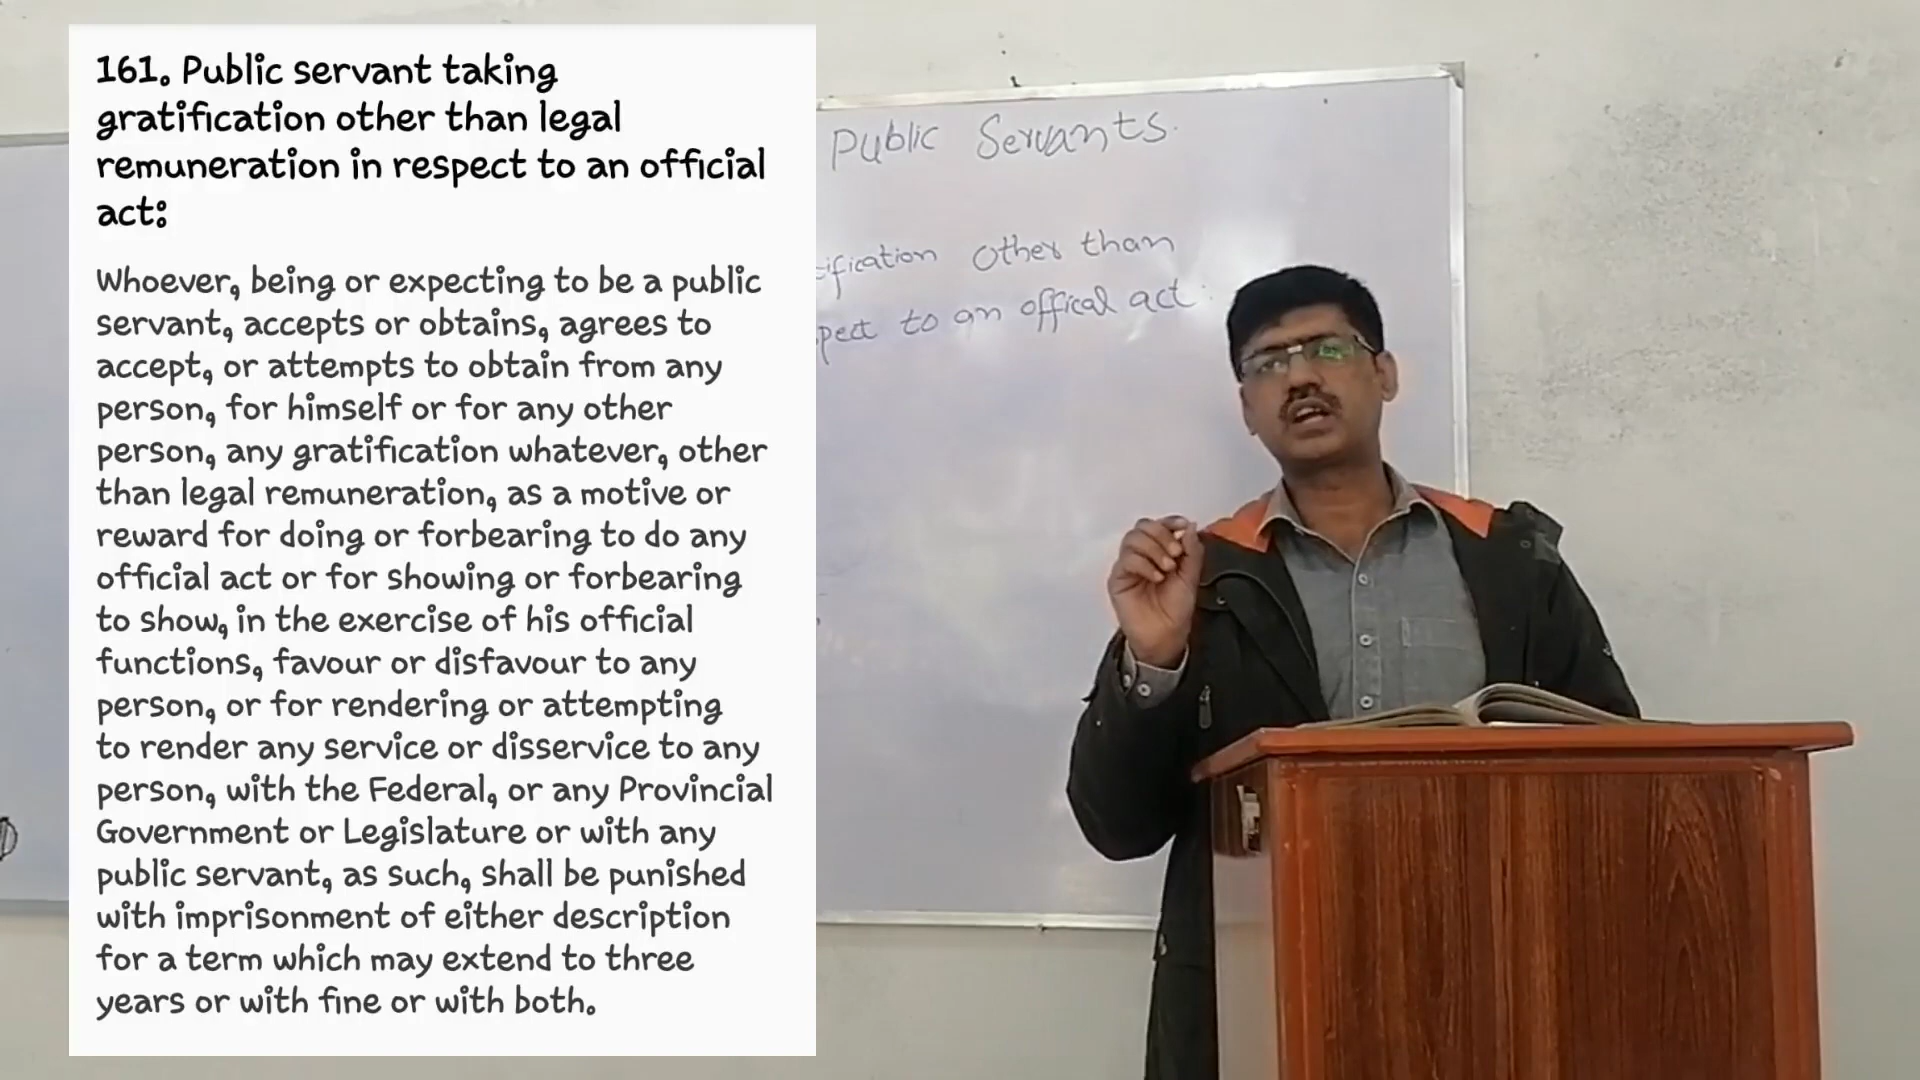 161. Public servant taking
gratification other than legal
remuneration in respect to an official
act:
Whoever, being or expecting to be a public
servant, accepts or obtains, agrees to
accept, or attempts to obtain from any
person, for himself or for any other
person, any gratification whatever, other
than legal remuneration, as a motive or
reward for doing or forbearing to do any
official act or for showing or forbearing
to show, in the exercise of his official
functions, favour or disfavour to any
person, or for rendering or attempting
to render any service or disservice to any
person, with the Federal, or any Provincial
Government or Legislature or with any
public servant, as such, shall be punished
with imprisonment of either description
for a term which may extend to three
years or with fine or with both.
Public Servants.
ification other than
pect to an offical act.